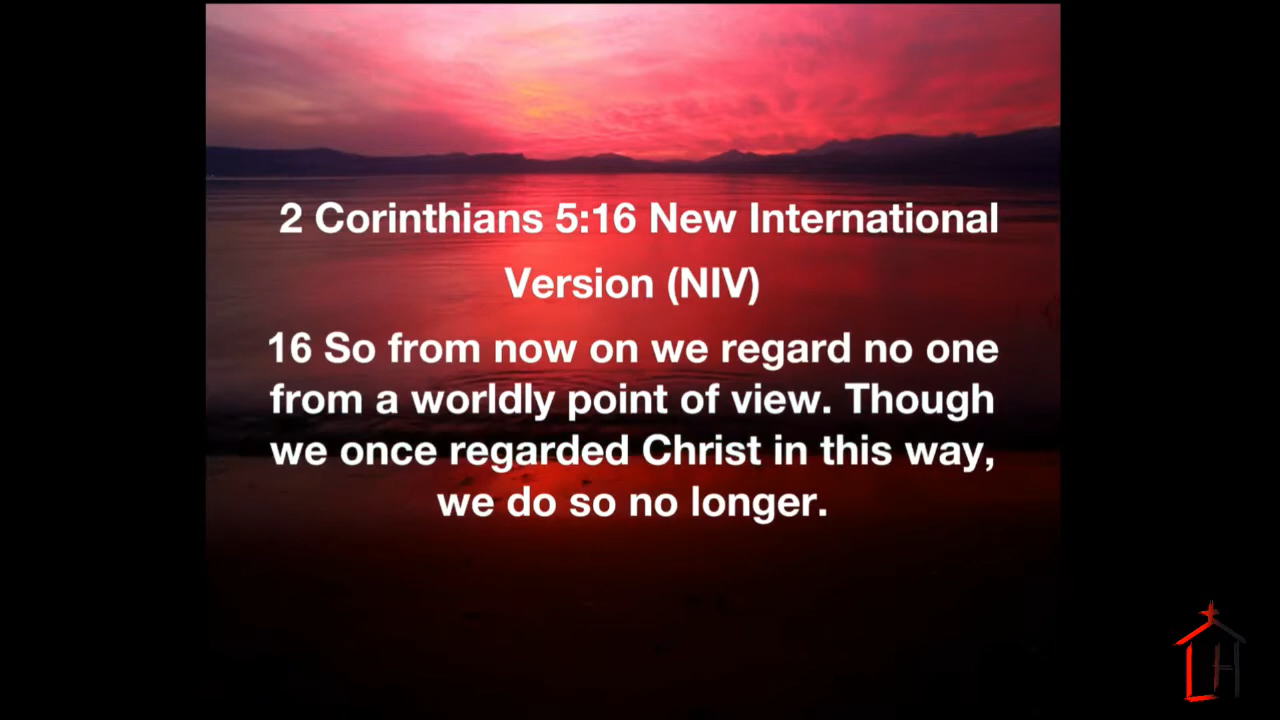 2 Corinthians 5:16 New International
Version (NIV)
16 So from now on we regard no one
from a worldly point of view. Though
we once regarded Christ in this way,
we do so no longer.